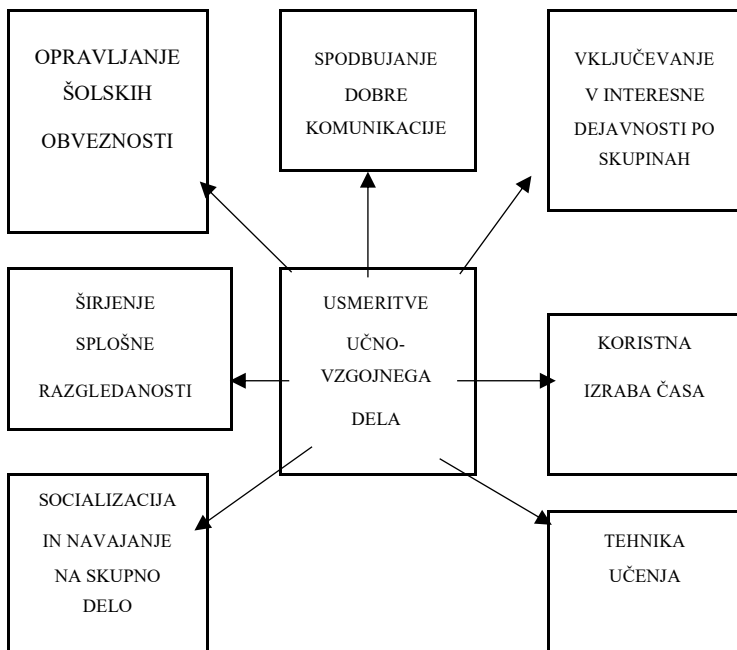 OPRAVLJANJE
ŠOLSKIH
OBVEZNOSTI
SPODBUJANJE
DOBRE
KOMUNIKACIJE
VKLJUČEVANJE
V INTERESNE
DEJAVNOSTI PO
SKUPINAH
ŠIRJENJE
SPLOŠNE
RAZGLEDANOSTI
USMERITVE
UČNO-
VZGOJNEGA
DELA
KORISTNA
IZRABA ČASA
SOCIALIZACIJA
IN NAVAJANJE
NA SKUPNO
DELO
TEHNIKA
UČENJA